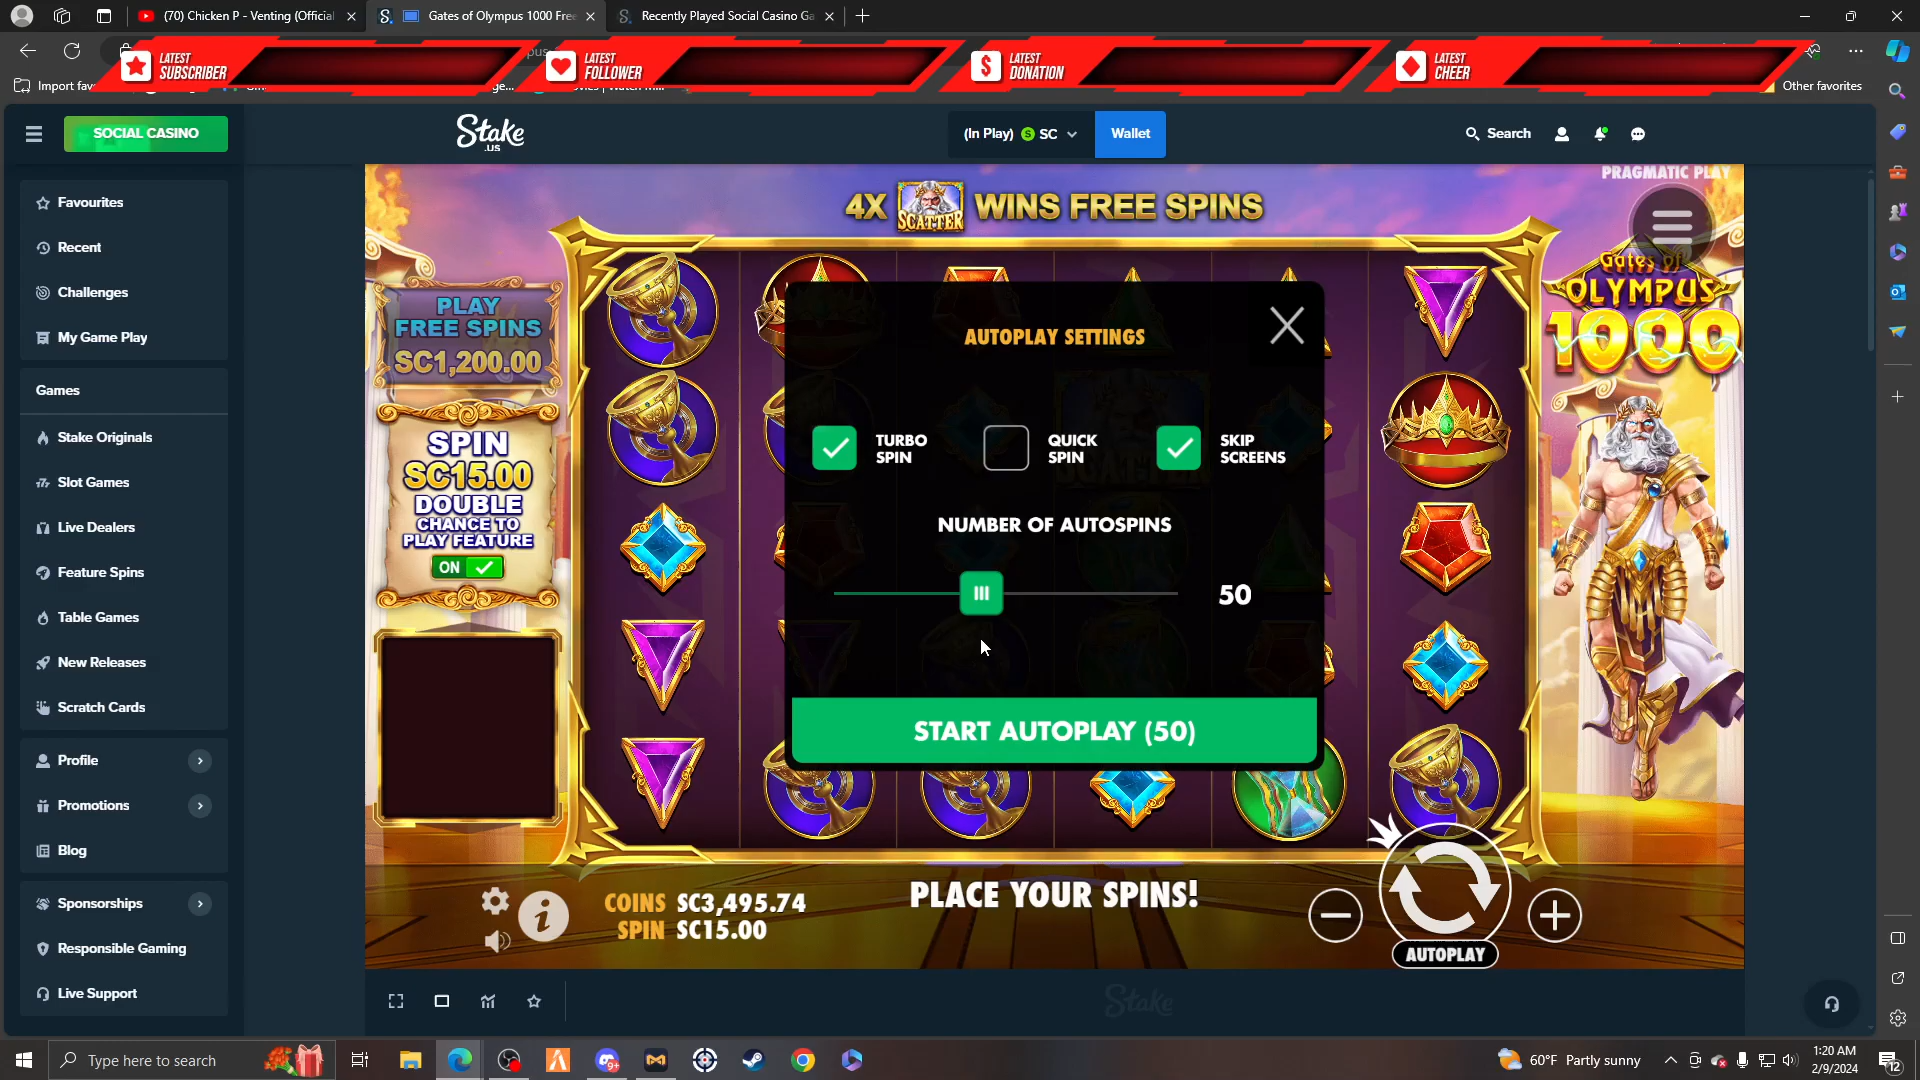 (70) Chicken P - Venting (Official
Gates of Olympus 1000 Free
Recently Played Social Casino Ga
LATEST
SUBSCRIBER
LATEST
FOLLOWER
LATEST
DONATION
LATEST
CHEER
Import fav
Other favorites
SOCIAL CASINO
Stake
.US
(In Play) S SC
Wallet
Search
Favourites
Recent
Challenges
My Game Play
Games
Stake Originals
Slot Games
Live Dealers
Feature Spins
Table Games
New Releases
Scratch Cards
Profile
Promotions
Blog
Sponsorships
Responsible Gaming
Live Support
PRAGMATIC PLAY
4X SCATTER WINS FREE SPINS
PLAY
FREE SPINS
SC1,200.00
SPIN
SC15.00
DOUBLE
CHANCE TO
PLAY FEATURE
ON
Gates of
OLYMPUS
1000
AUTOPLAY SETTINGS
TURBO
SPIN
QUICK
SPIN
SKIP
SCREENS
NUMBER OF AUTOSPINS
50
START AUTOPLAY (50)
COINS SC3,495.74
SPIN SC15.00
PLACE YOUR SPINS!
AUTOPLAY
Stake
Type here to search
60°F Partly sunny
1:20 AM
2/9/2024
12